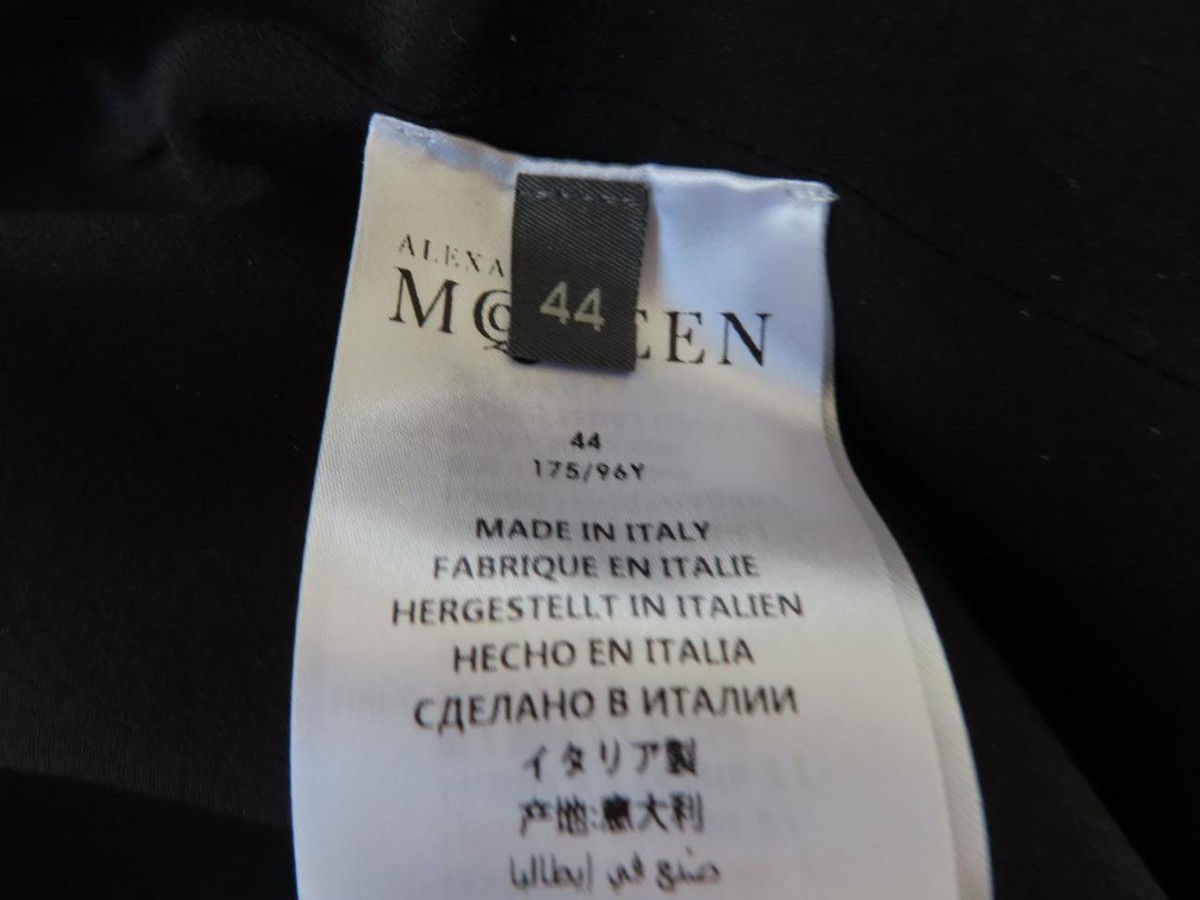 ALEXA
44
MCQ EEN
44
175/96Y
MADE IN ITALY
FABRIQUE EN ITALIE
HERGESTELLT IN ITALIEN
HECHO EN ITALIA
СДЕЛАНО В ИТАЛИИ
イタリア製
产地:意大利
صنع في إيطاليا